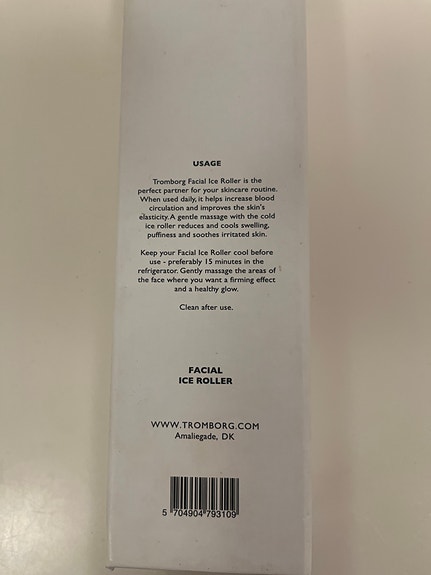 USAGE
Tromborg Facial Ice Roller is the
perfect partner for your skincare routine.
When used daily, it helps increase blood
circulation and improves the skin's
elasticity. A gentle massage with the cold
ice roller reduces and cools swelling,
puffiness and soothes irritated skin.
Keep your Facial Ice Roller cool before
use - preferably 15 minutes in the
refrigerator. Gently massage the areas of
the face where you want a firming effect
and a healthy glow.
Clean after use.
FACIAL
ICE ROLLER
WWW.TROMBORG.COM
Amaliegade, DK
5 704904 793109